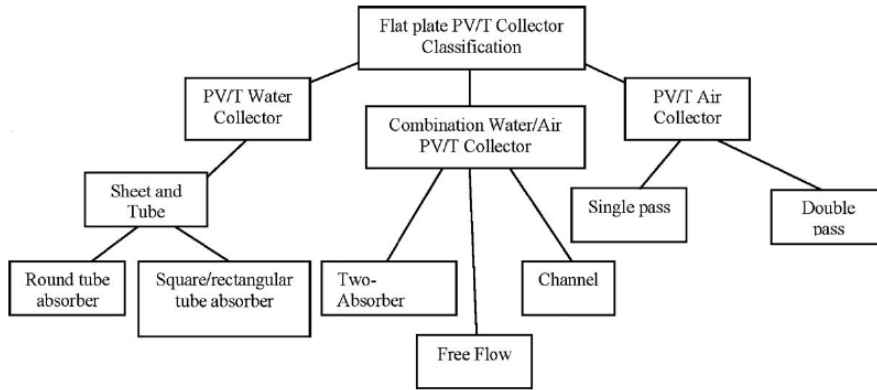 Flat plate PV/T Collector
Classification
PV/T Water
Collector
Combination Water/Air
PV/T Collector
PV/T Air
Collector
Sheet and
Tube
Single pass
Double
pass
Round tube
absorber
Square/rectangular
tube absorber
Two-
Absorber
Channel
Free Flow